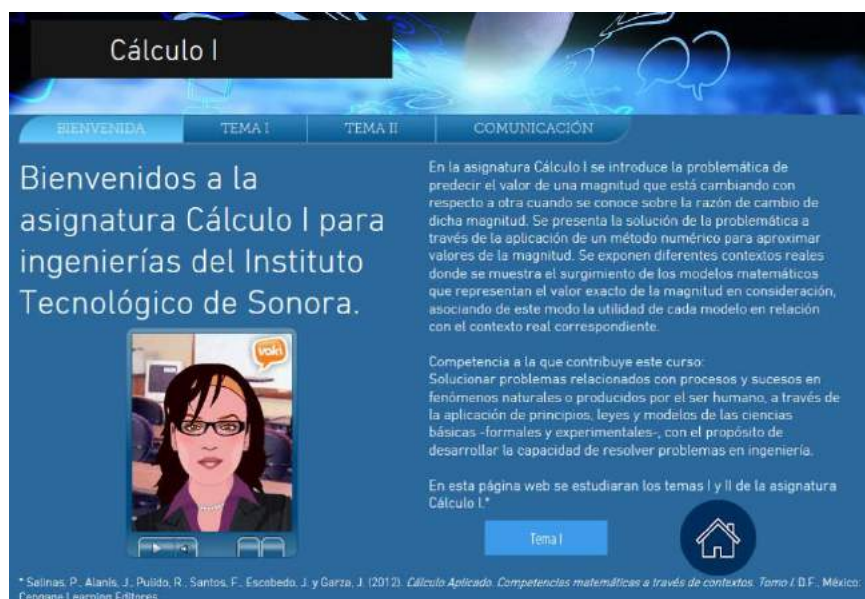 Cálculo I
BIENVENIDA
TEMA I
TEMA II
COMUNICACIÓN
Bienvenidos a la
asignatura Cálculo I para
ingenierías del Instituto
Tecnológico de Sonora.
voki
En la asignatura Cálculo I se introduce la problemática de
predecir el valor de una magnitud que está cambiando con
respecto a otra cuando se conoce sobre la razón de cambio de
dicha magnitud. Se presenta la solución de la problemática a
través de la aplicación de un método numérico para aproximar
valores de la magnitud. Se exponen diferentes contextos reales
donde se muestra el surgimiento de los modelos matemáticos
que representan el valor exacto de la magnitud en consideración,
asociando de este modo la utilidad de cada modelo en relación
con el contexto real correspondiente.
Competencia a la que contribuye este curso:
Solucionar problemas relacionados con procesos y sucesos en
fenómenos naturales o producidos por el ser humano, a través de
la aplicación de principios, leyes y modelos de las ciencias
básicas -formales y experimentales-, con el propósito de
desarrollar la capacidad de resolver problemas en ingeniería.
En esta página web se estudiaran los temas I y II de la asignatura
Cálculo I.*
Tema I
* Salinas, P., Alanís, J., Pulido, R., Santos, F., Escobedo, J. y Garza, J. (2012). Cálculo Aplicado. Competencias matemáticas a través de contextos. Tomo I. D.F., México:
Cengage Learning Editores